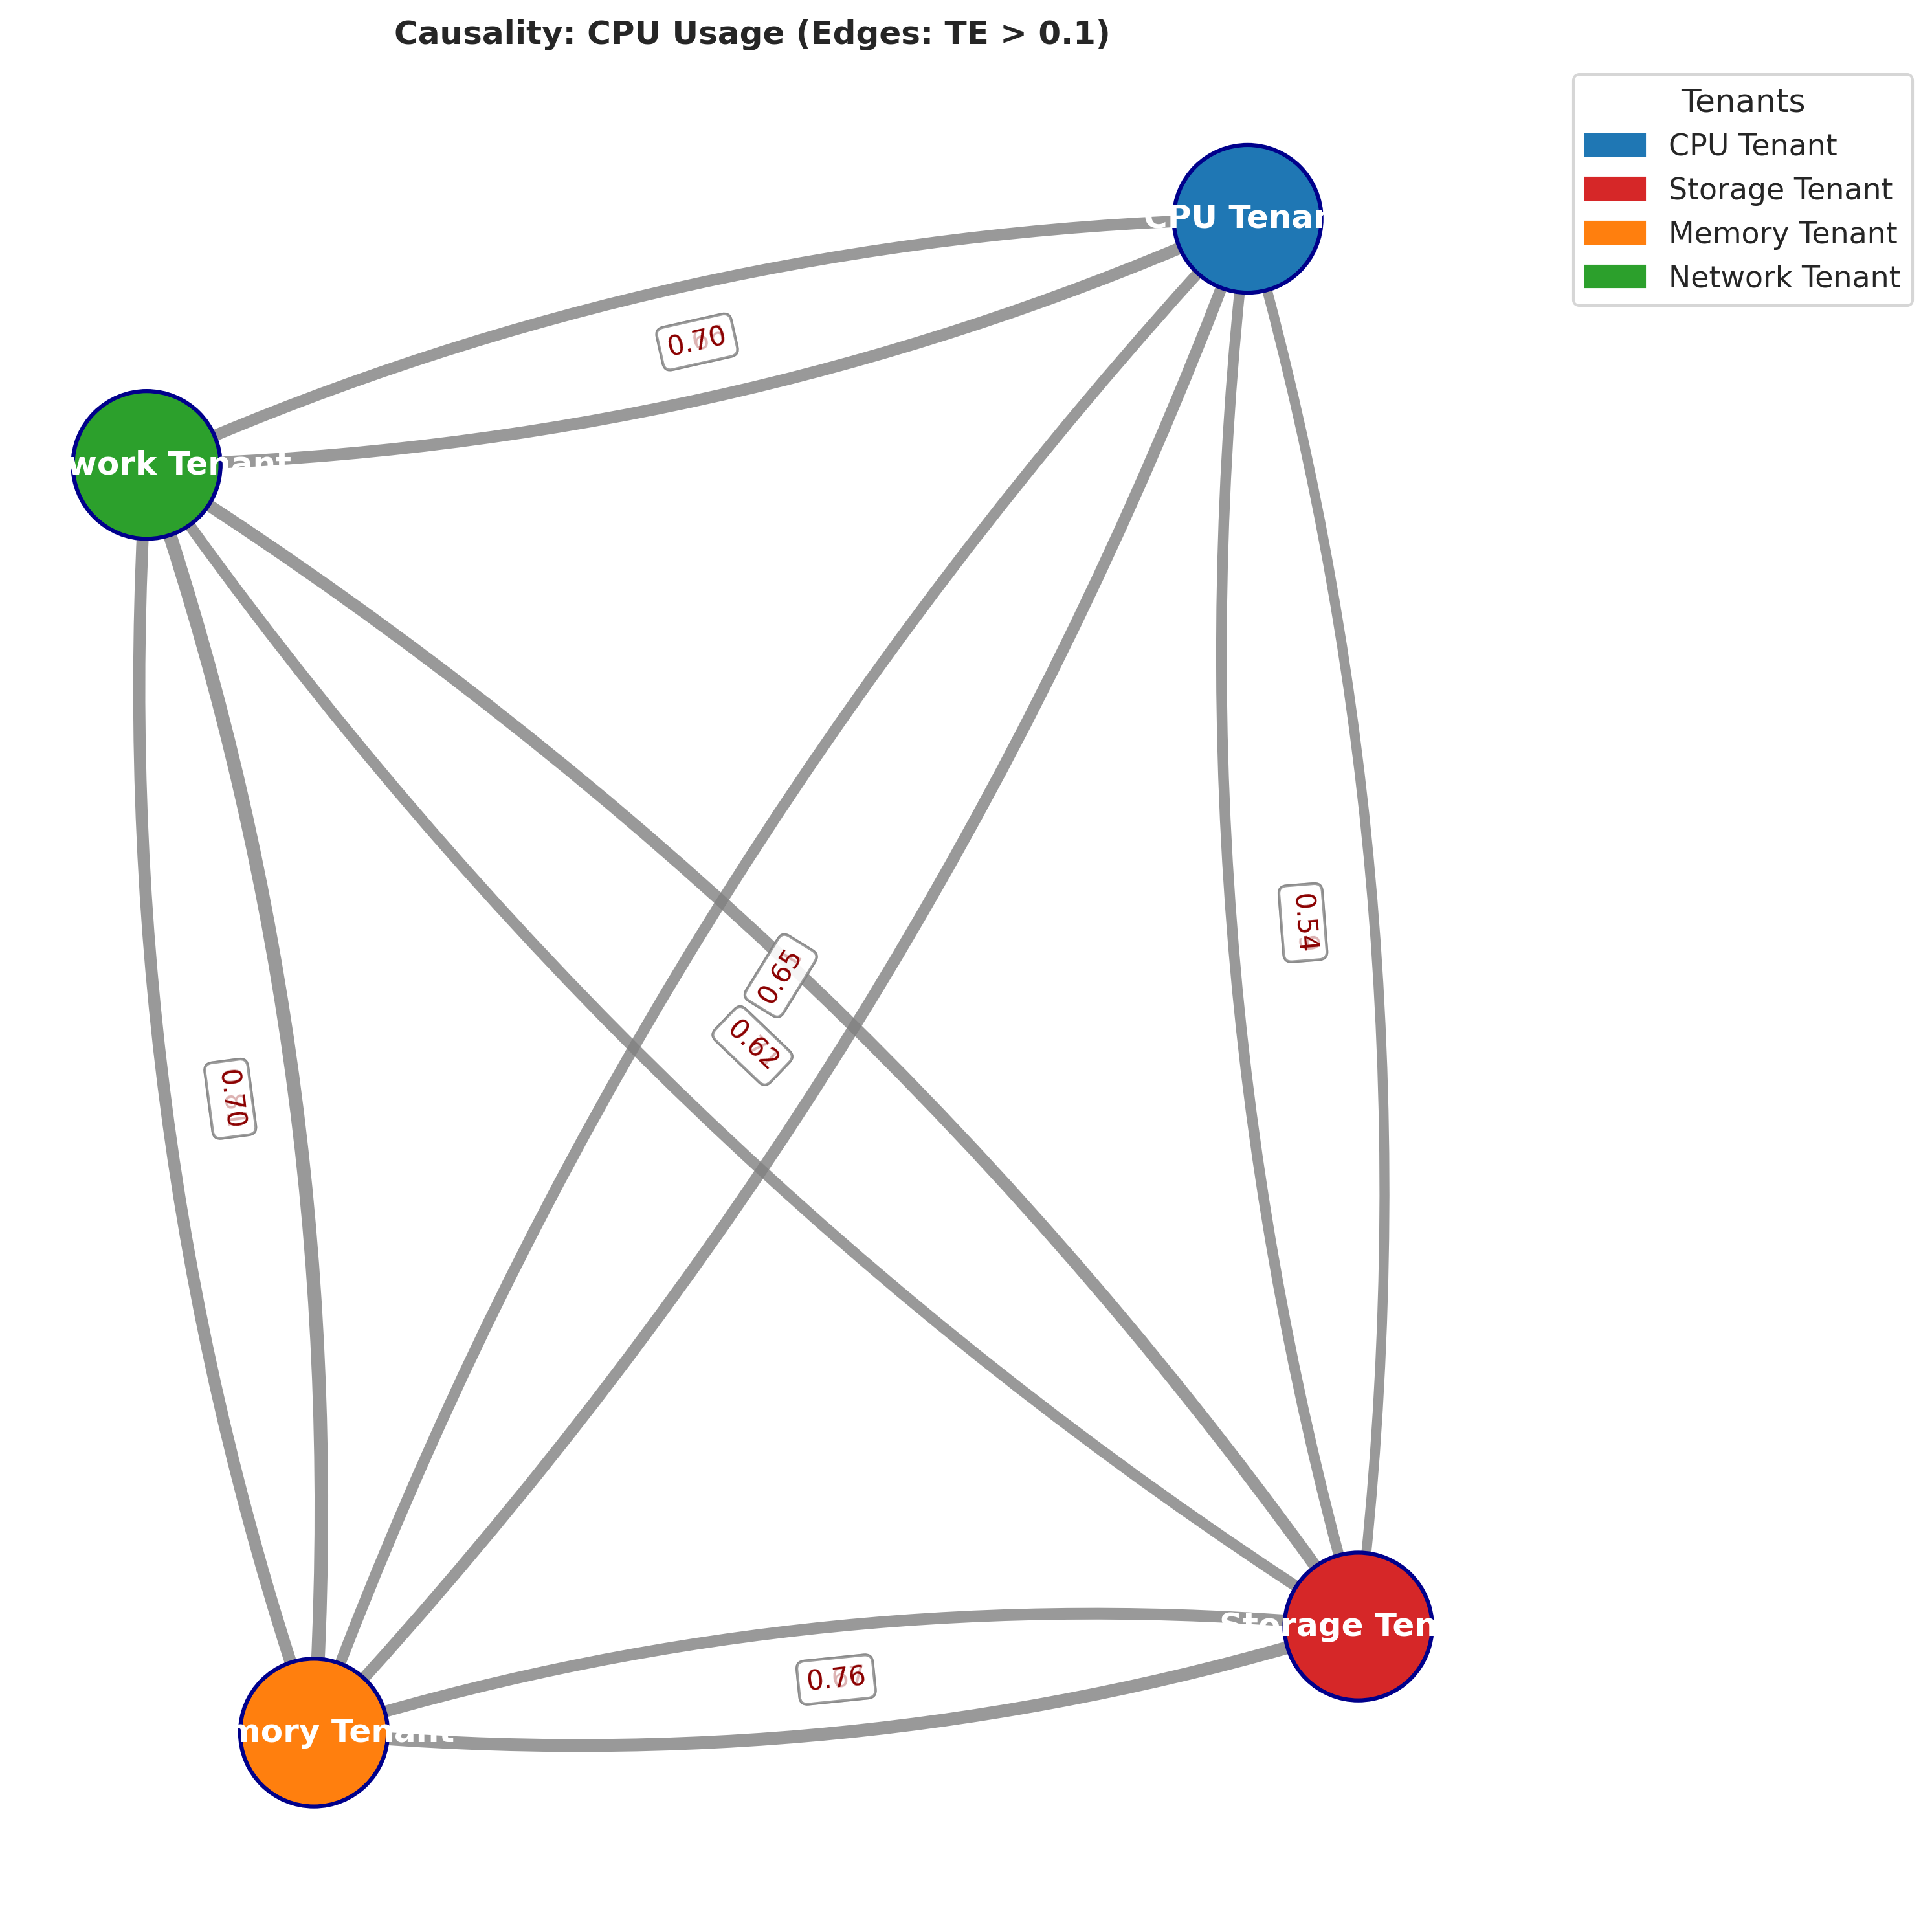 Causality: CPU Usage (Edges: TE > 0.1)
Tenants
CPU Tenant
Storage Tenant
Memory Tenant
Network Tenant
CPU Tenan
0.70
work Tenant
0.54
0.65
0.62
0.70
Storage Ten
0.76
mory Tenant